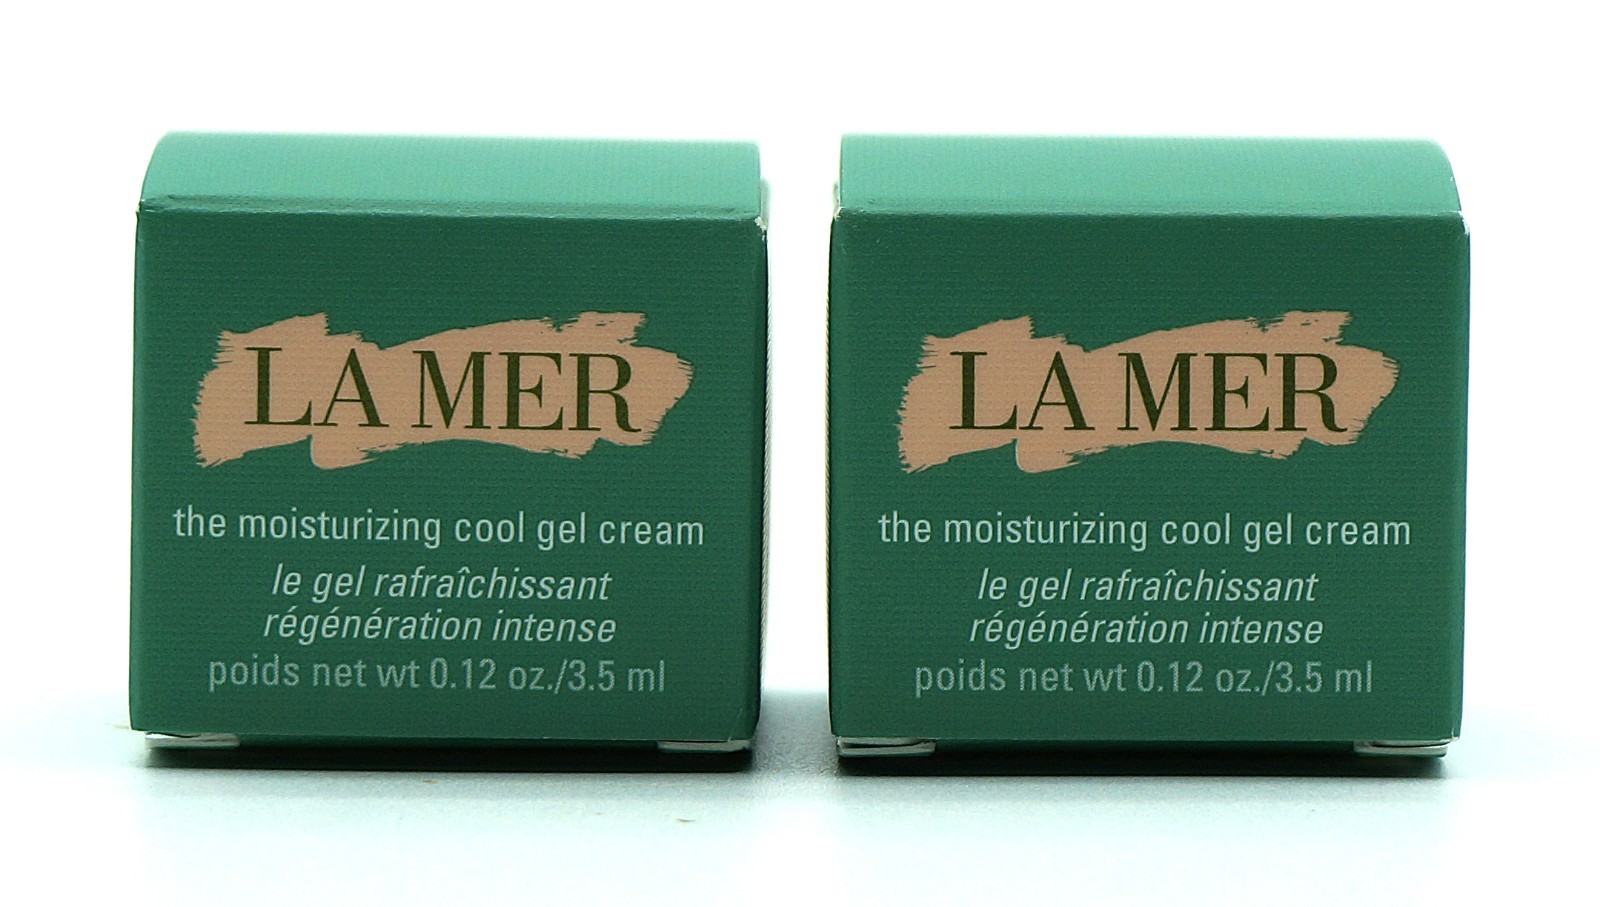 LA MER
the moisturizing cool gel cream
le gel rafraîchissant
régénération intense
poids net wt 0.12 oz./3.5 ml
LA MER
the moisturizing cool gel cream
le gel rafraîchissant
régénération intense
poids net wt 0.12 oz./3.5 ml